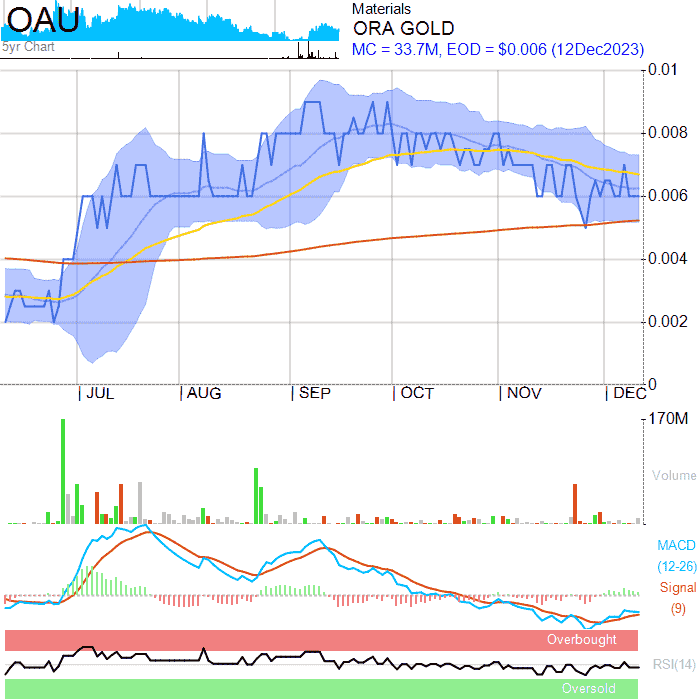 OAU
5yr Chart
Materials
ORA GOLD
MC = 33.7M, EOD = $0.006 (12Dec2023)
0.01
0.008
0.006
0.004
0.002
0
JUL
AUG
SEP
OCT
NOV
DEC
170M
Volume
MACD
(12-26)
Signal
(9)
Overbought
RSI(14)
Oversold